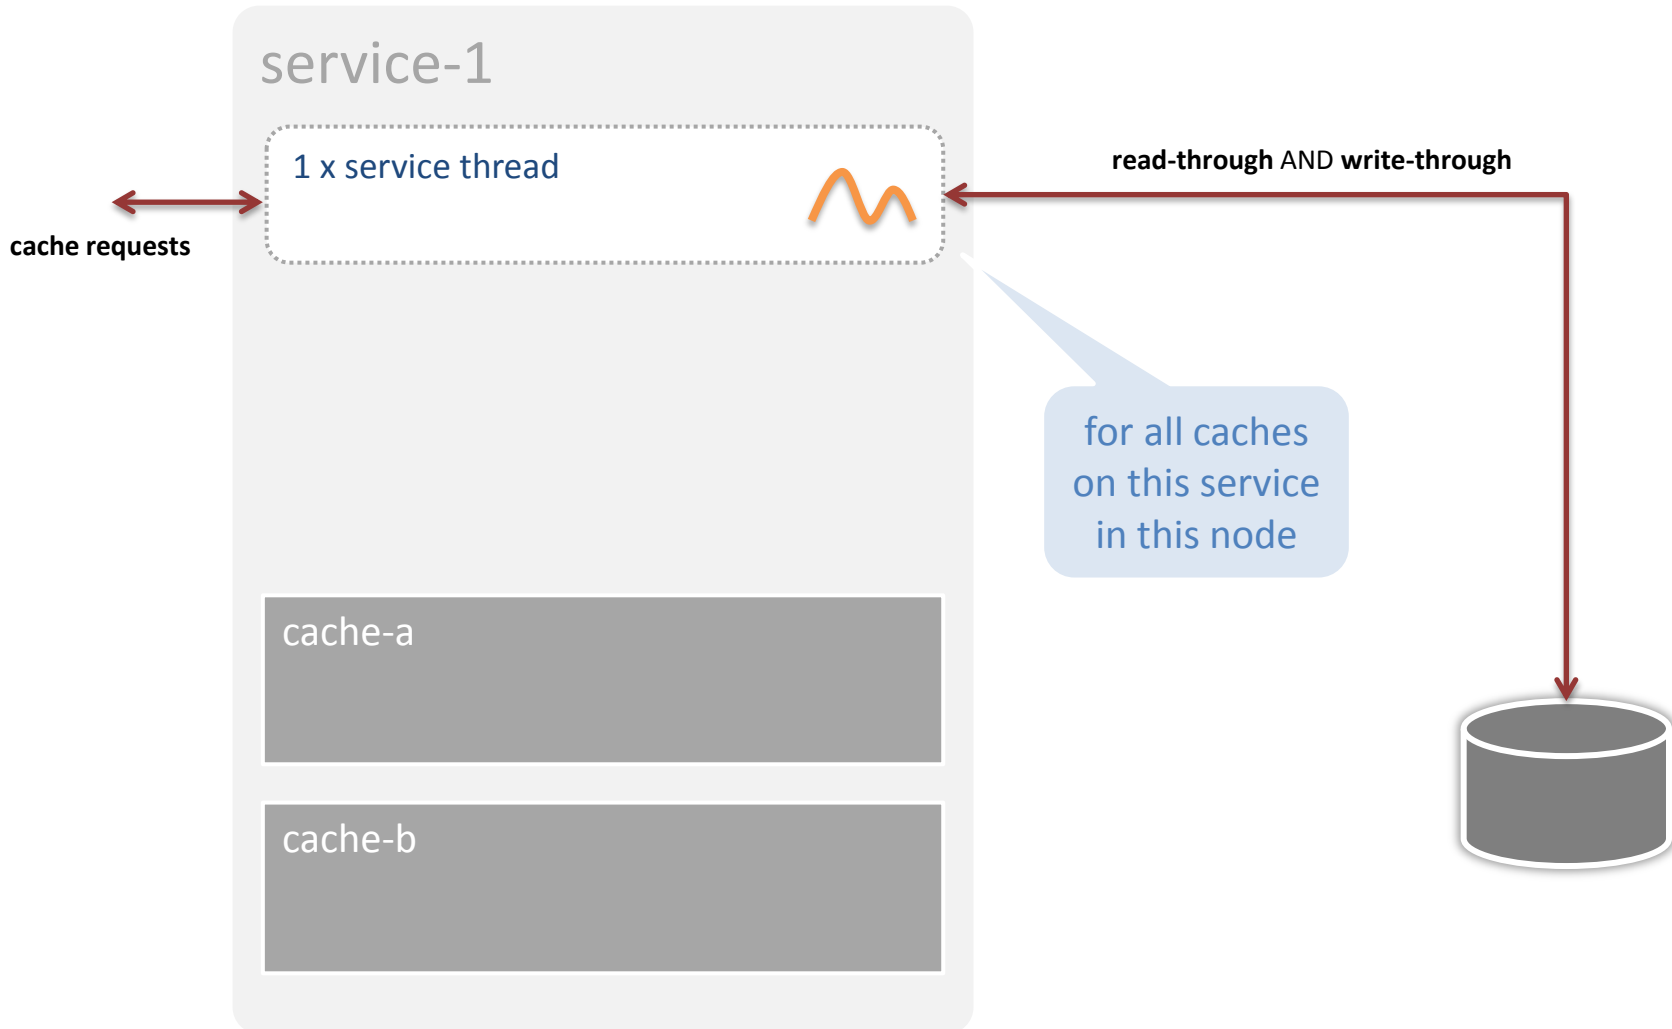 service-1
1 x service thread
read-through AND write-through
cache requests
for all caches
on this service
in this node
cache-a
cache-b